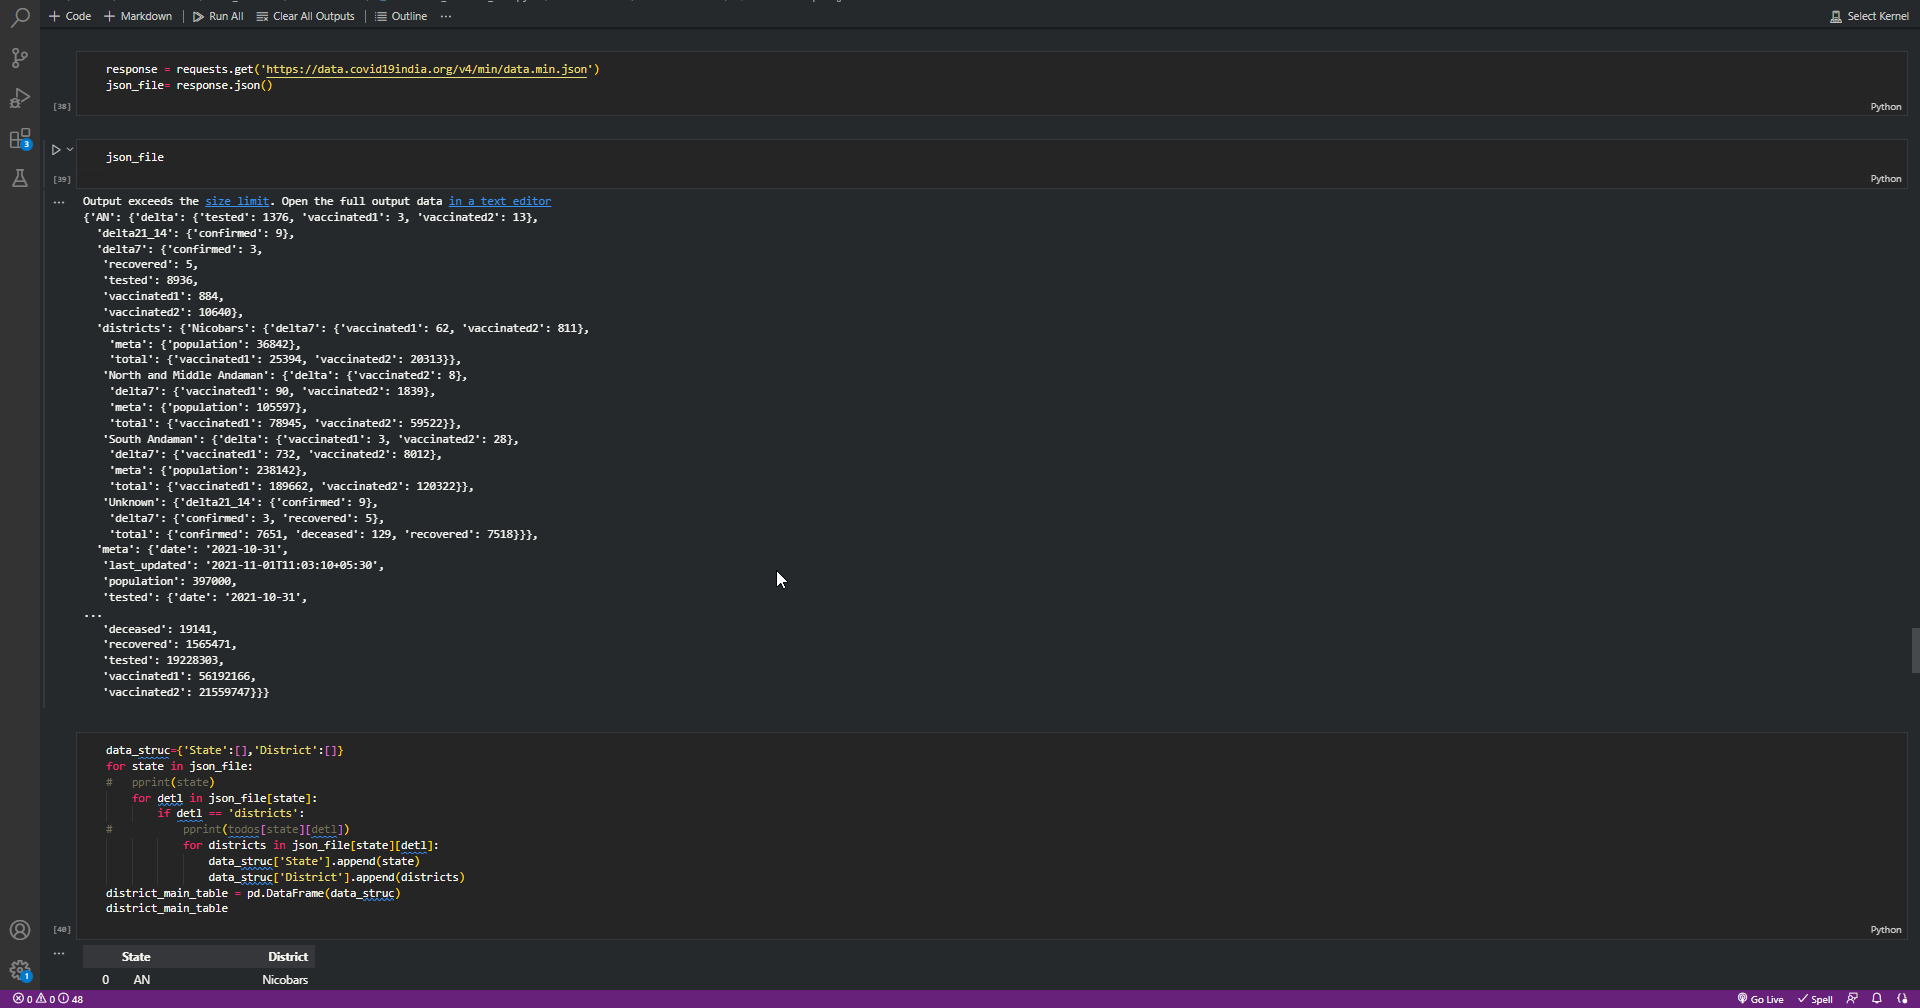 Code Markdown Run All Clear All Outputs Outline ... Select Kernel
response = requests.get('https://data.covid19india.org/v4/min/data.min.json')
json_file= response.json()
[38] Python
json_file
[39] Python
Output exceeds the size limit. Open the full output data in a text editor
{'AN': {'delta': {'tested': 1376, 'vaccinated1': 3, 'vaccinated2': 13},
'delta21_14': {'confirmed': 9},
'delta7': {'confirmed': 3,
'recovered': 5,
'tested': 8936,
'vaccinated1': 884,
'vaccinated2': 10640},
'districts': {'Nicobars': {'delta7': {'vaccinated1': 62, 'vaccinated2': 811},
'meta': {'population': 36842},
'total': {'vaccinated1': 25394, 'vaccinated2': 20313}},
'North and Middle Andaman': {'delta': {'vaccinated2': 8},
'delta7': {'vaccinated1': 90, 'vaccinated2': 1839},
'meta': {'population': 105597},
'total': {'vaccinated1': 78945, 'vaccinated2': 59522}},
'South Andaman': {'delta': {'vaccinated1': 3, 'vaccinated2': 28},
'delta7': {'vaccinated1': 732, 'vaccinated2': 8012},
'meta': {'population': 238142},
'total': {'vaccinated1': 189662, 'vaccinated2': 120322}},
'Unknown': {'delta21_14': {'confirmed': 9},
'delta7': {'confirmed': 3, 'recovered': 5},
'total': {'confirmed': 7651, 'deceased': 129, 'recovered': 7518}}},
'meta': {'date': '2021-10-31',
'last_updated': '2021-11-01T11:03:10+05:30',
'population': 397000,
'tested': {'date': '2021-10-31',
...
'deceased': 19141,
'recovered': 1565471,
'tested': 19228303,
'vaccinated1': 56192166,
'vaccinated2': 21559747}}}
data_struc={'State':[],'District':[]}
for state in json_file:
# pprint(state)
for detl in json_file[state]:
if detl == 'districts':
# pprint(todos[state][detl])
for districts in json_file[state][detl]:
data_struc['State'].append(state)
data_struc['District'].append(districts)
district_main_table = pd.DataFrame(data_struc)
district_main_table
[40] Python
State District
0 AN Nicobars
0 0 48 Go Live Spell